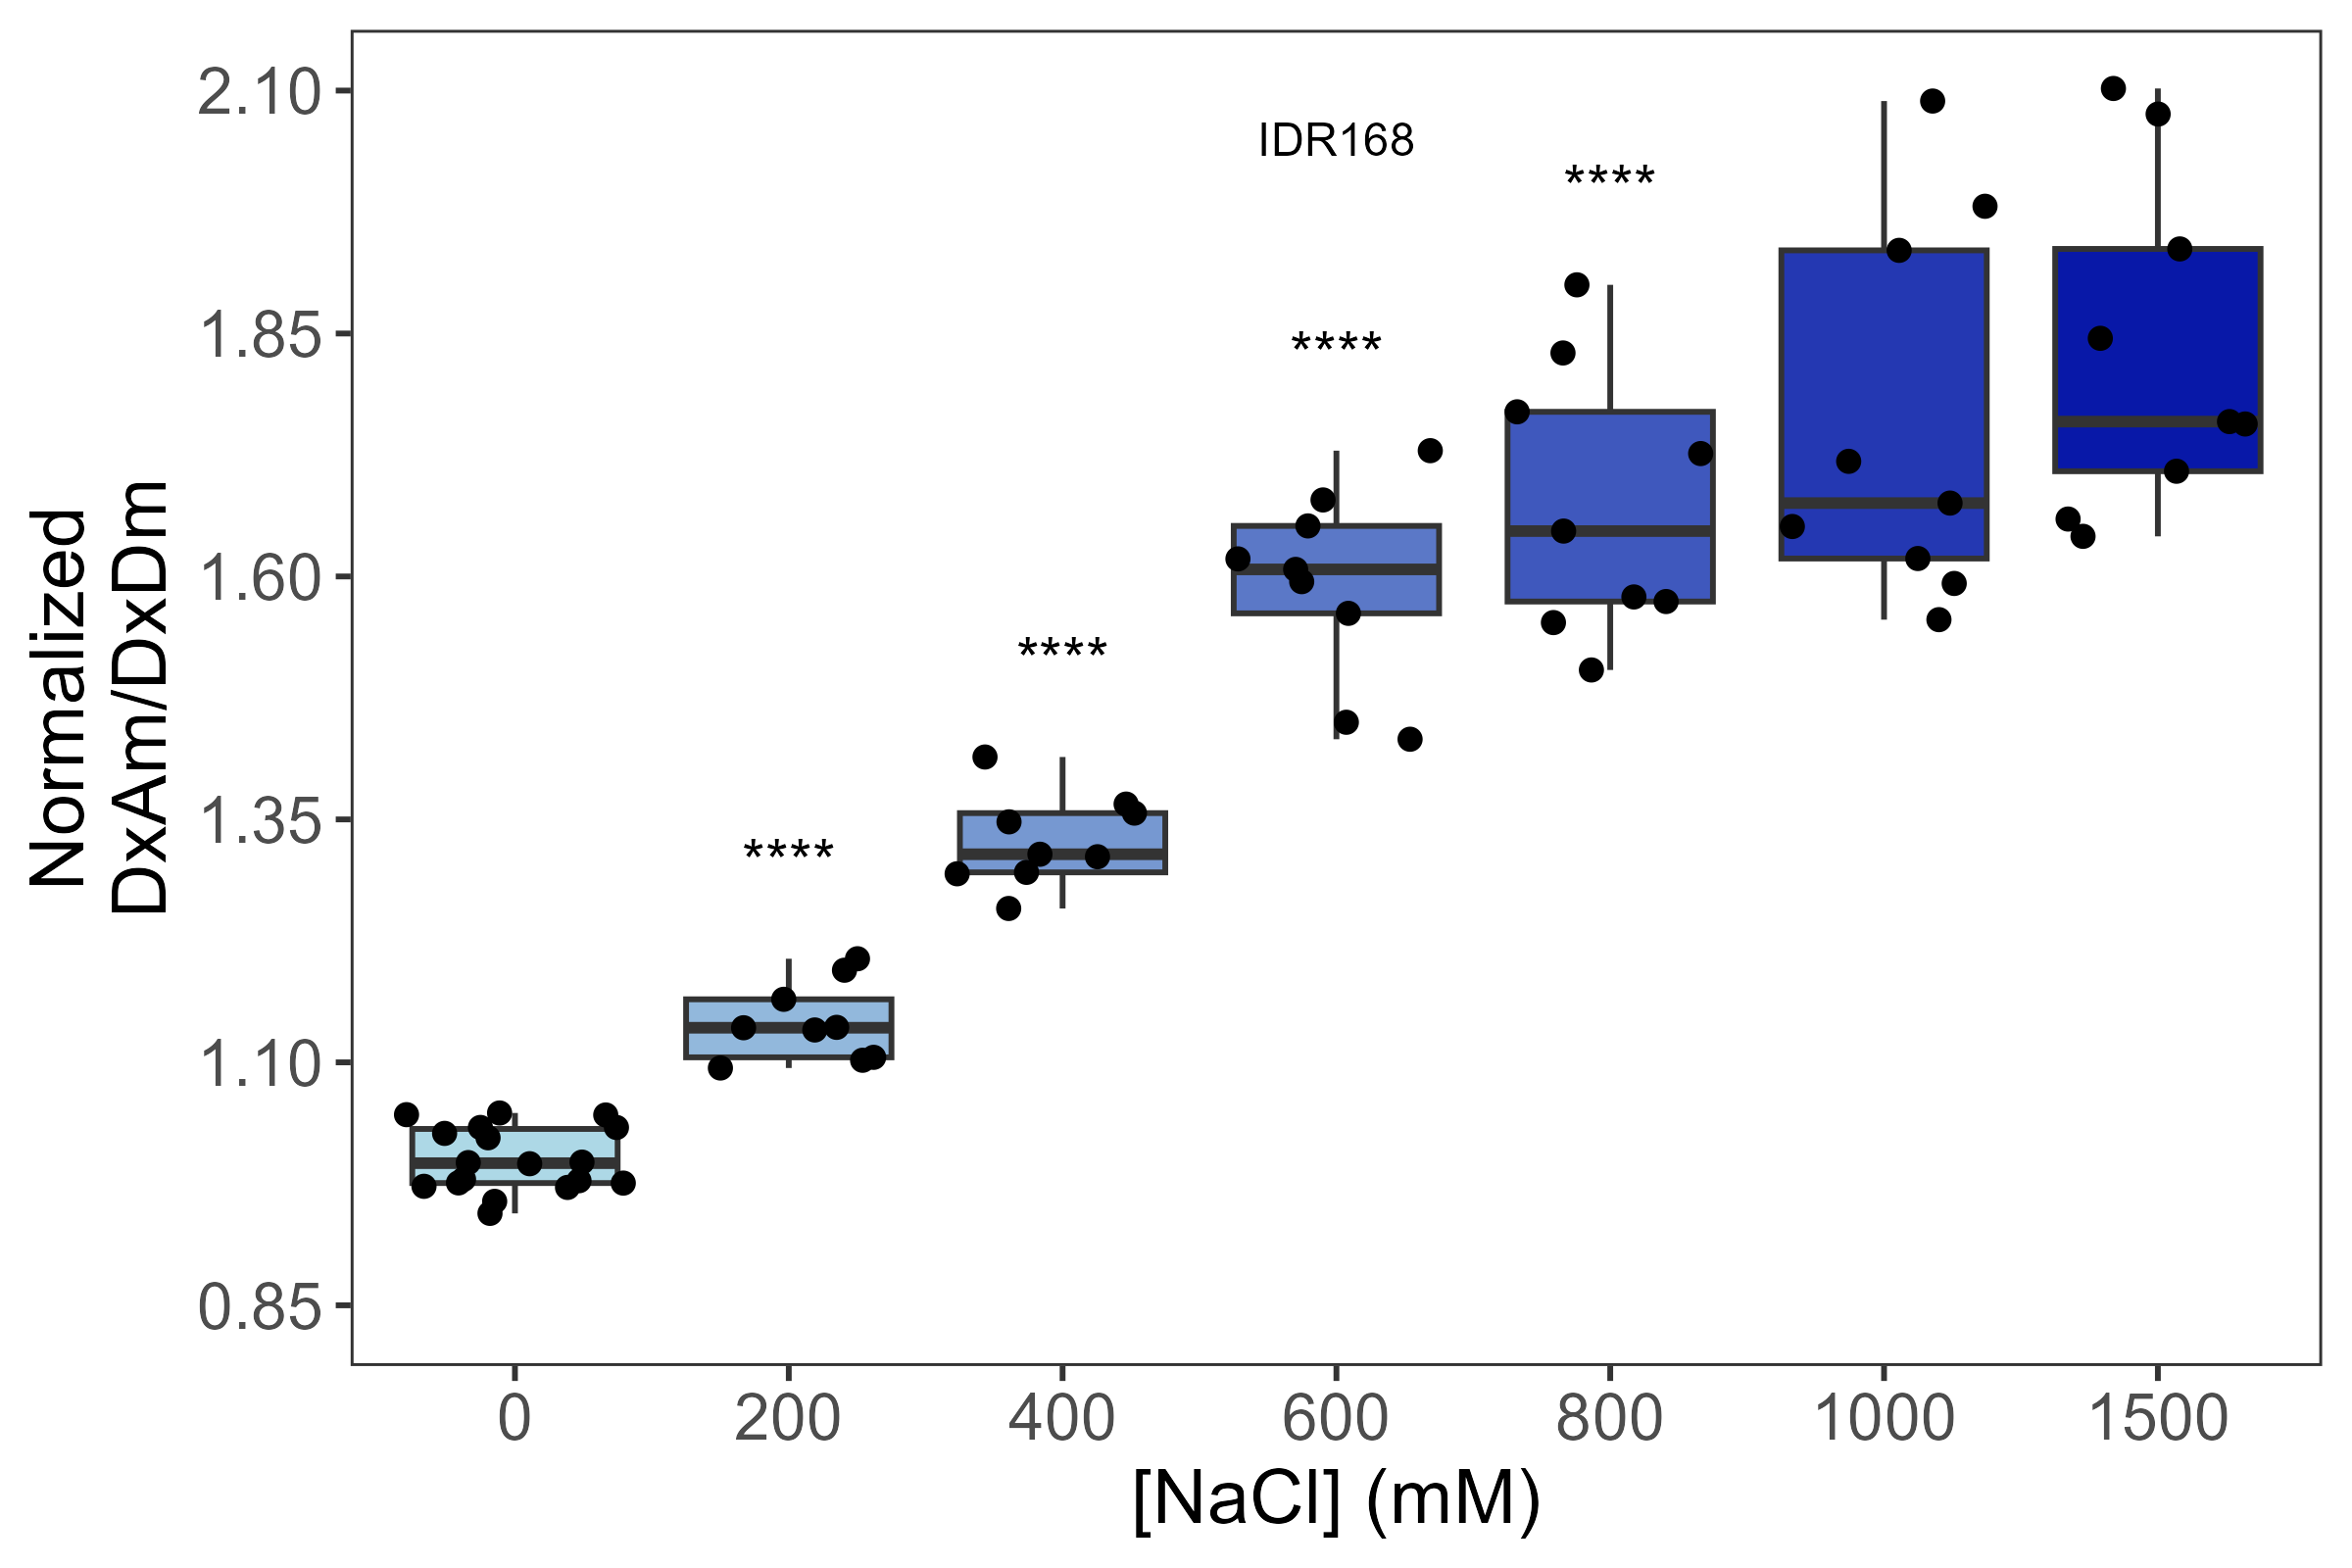 Normalized
DxAm/DxDm
2.10
1.85
1.60
1.35
1.10
0.85
IDR168
****
****
****
****
****
0 200 400 600 800 1000 1500
[NaCl] (mM)